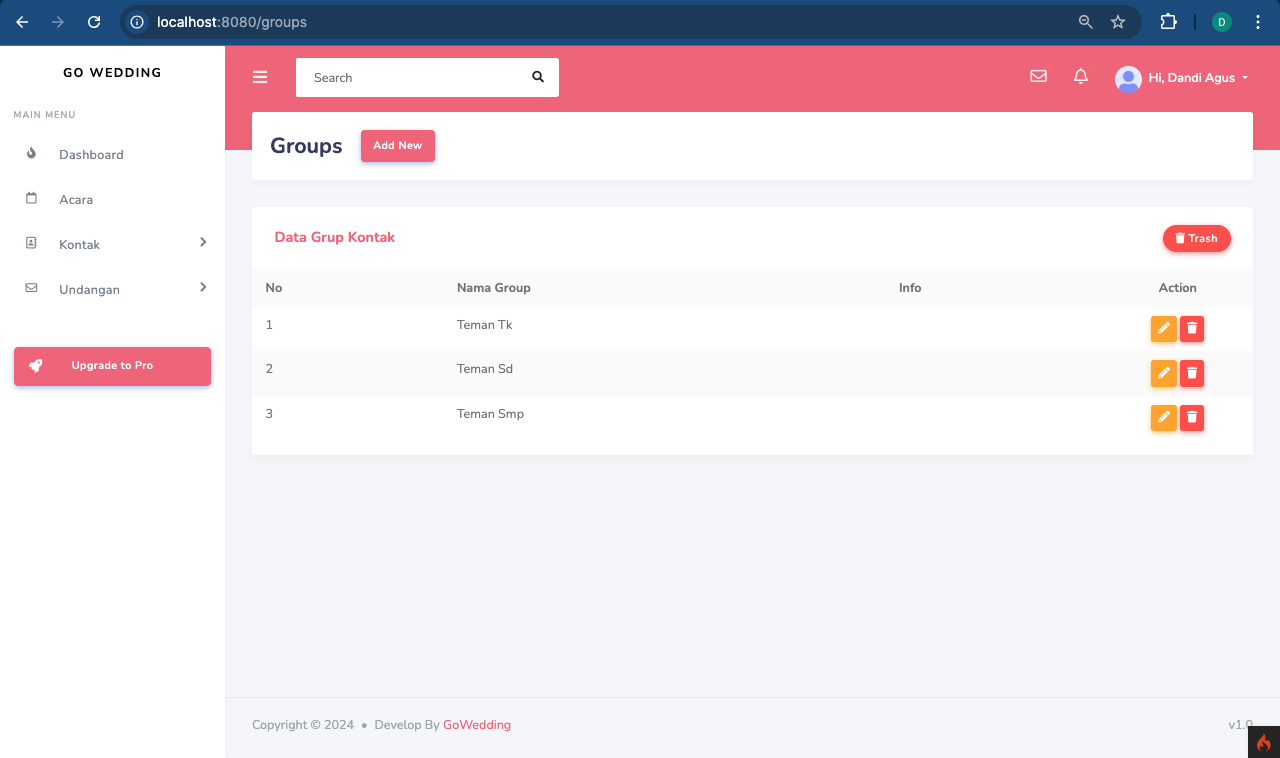 localhost:8080/groups
D
GO WEDDING
Search
Hi, Dandi Agus
MAIN MENU
Dashboard
Acara
Kontak
Undangan
Upgrade to Pro
Groups
Add New
Data Grup Kontak
Trash
No Nama Group Info Action
1 Teman Tk
2 Teman Sd
3 Teman Smp
Copyright © 2024 • Develop By GoWedding
v1.0